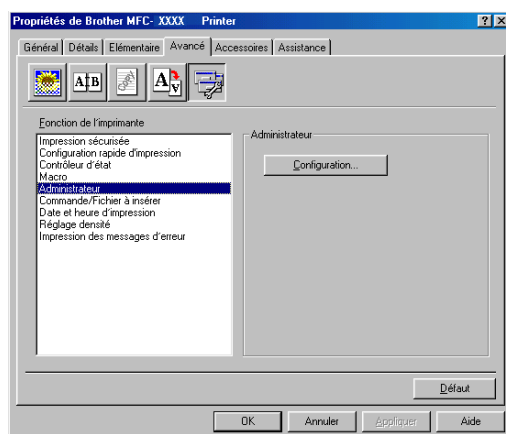 Propriétés de Brother MFC- XXXX Printer
Général Détails Elémentaire Avancé Accessoires Assistance
Fonction de l'imprimante
Impression sécurisée
Configuration rapide d'impression
Contrôleur d'état
Macro
Administrateur
Commande/Fichier à insérer
Date et heure d'impression
Réglage densité
Impression des messages d'erreur
Administrateur
Configuration...
Défaut
OK Annuler Appliquer Aide